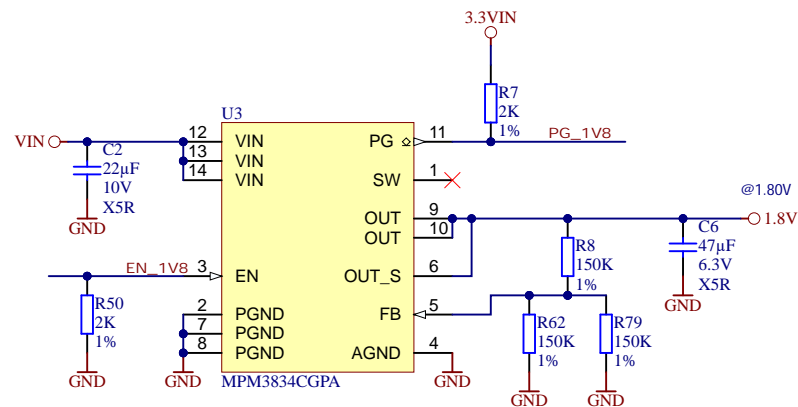 3.3VIN
R7
2K
1%
U3
VIN
C2
22µF
10V
X5R
GND
12 VIN
13 VIN
14 VIN
PG 11
PG_1V8
SW 1
OUT 9
OUT 10
OUT_S 6
@1.80V
1.8V
C6
47µF
6.3V
X5R
GND
R8
150K
1%
EN_1V8
3 EN
R50
2K
1%
GND
2 PGND
7 PGND
8 PGND
GND
FB 5
AGND 4
GND
R62
150K
1%
GND
R79
150K
1%
GND
MPM3834CGPA